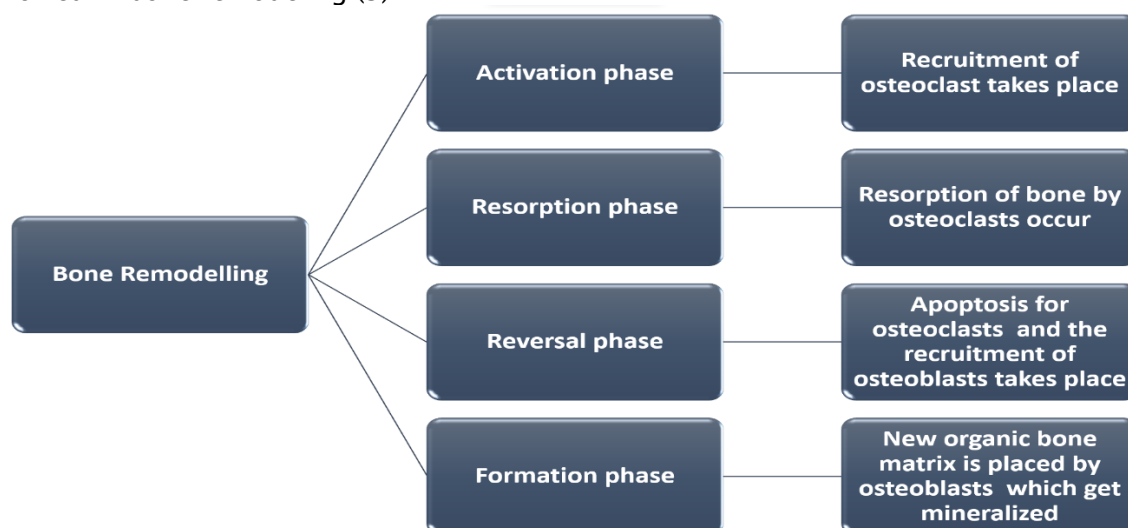 Bone Remodelling
Activation phase
Recruitment of
osteoclast takes place
Resorption phase
Resorption of bone by
osteoclasts occur
Reversal phase
Apoptosis for
osteoclasts and the
recruitment of
osteoblasts takes place
Formation phase
New organic bone
matrix is placed by
osteoblasts which get
mineralized